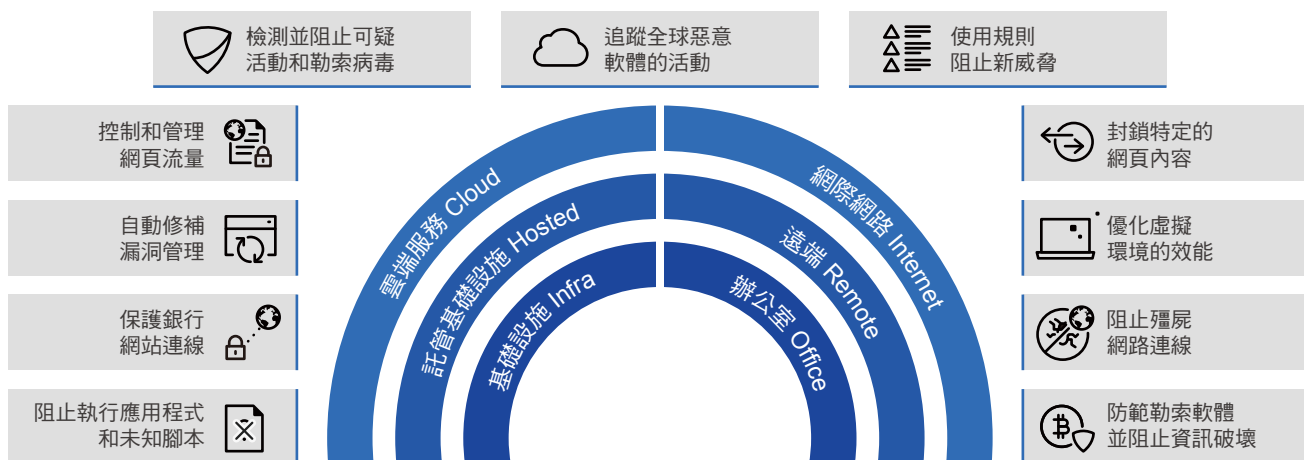 檢測並阻止可疑
活動和勒索病毒
追蹤全球惡意
軟體的活動
使用規則
阻止新威脅
控制和管理
網頁流量
自動修補
漏洞管理
保護銀行
網站連線
阻止執行應用程式
和未知腳本
雲端服務 Cloud
託管基礎設施 Hosted
基礎設施 Infra
網際網路 Internet
遠端 Remote
辦公室 Office
封鎖特定的
網頁內容
優化虛擬
環境的效能
阻止殭屍
網路連線
防範勒索軟體
並阻止資訊破壞